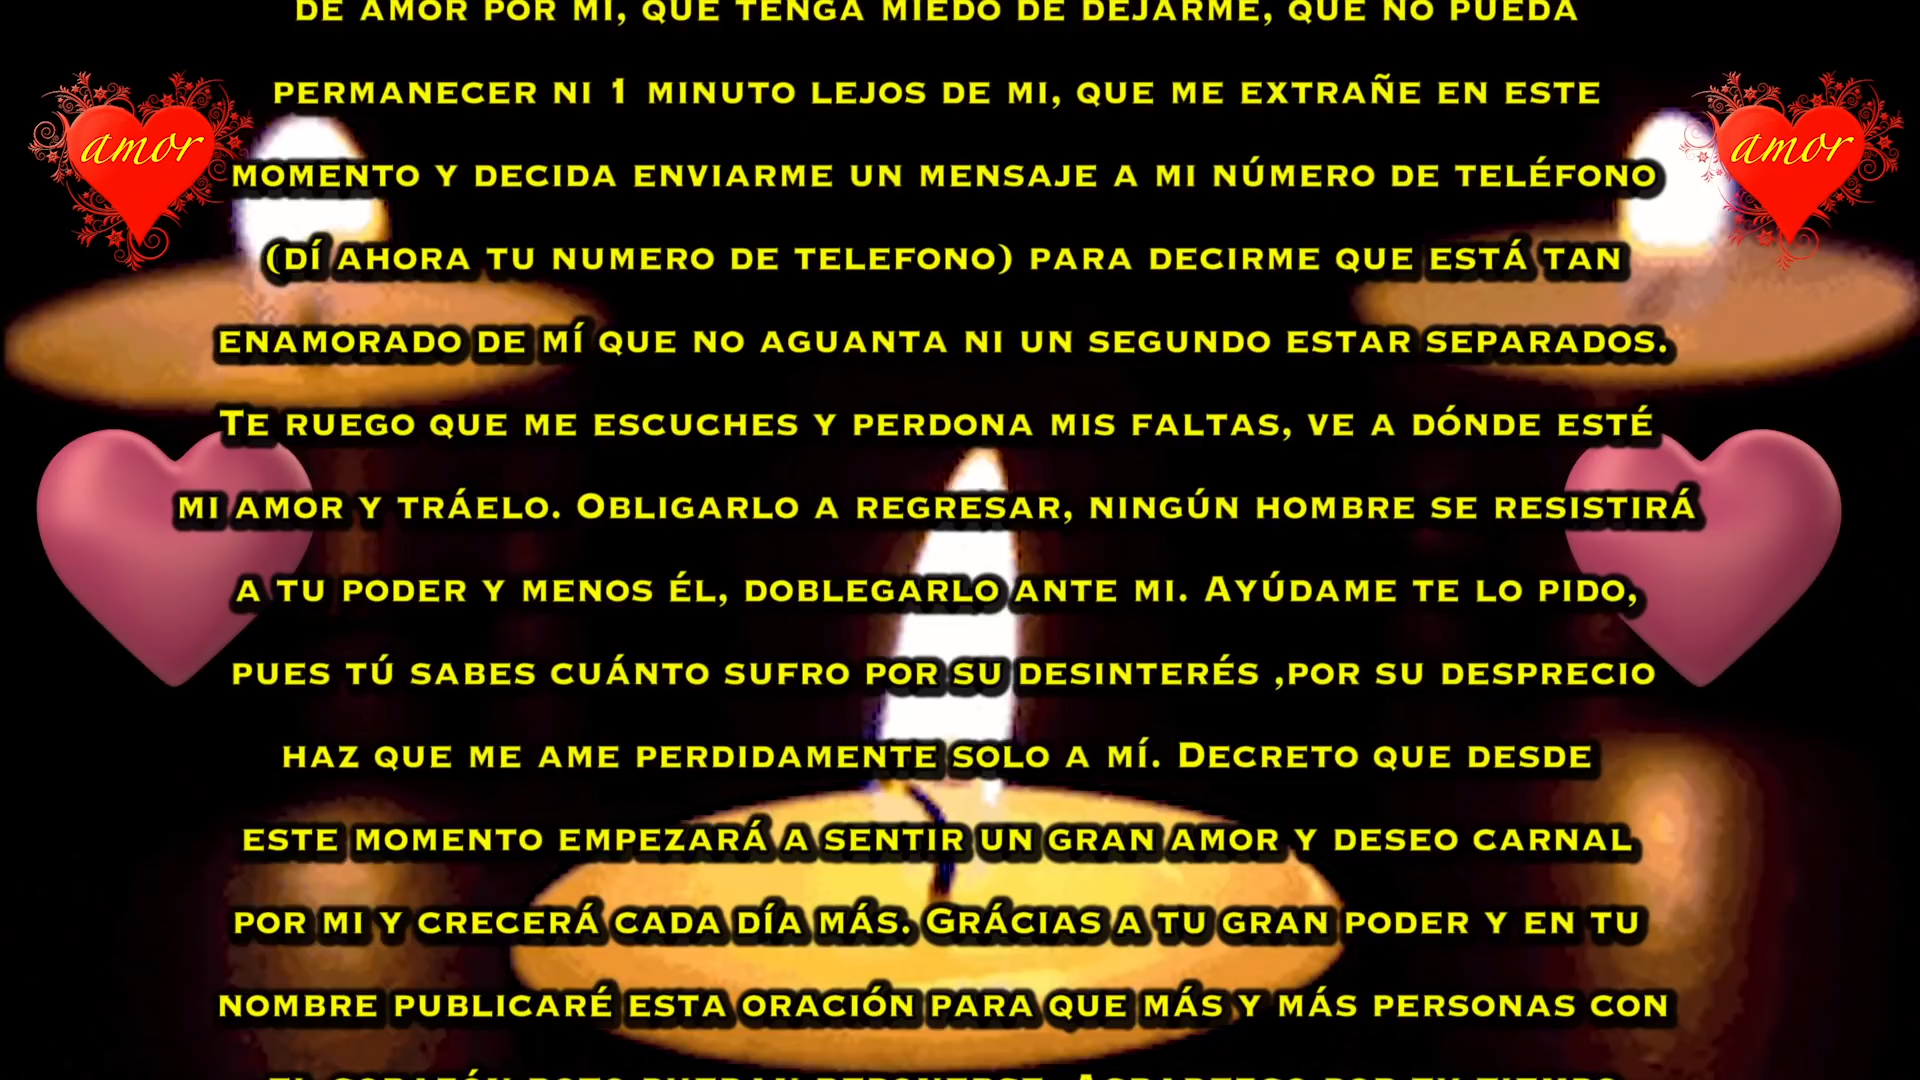 DE AMOR POR MI, QUE TENGA MIEDO DE DEJARME, QUE NO PUEDA
PERMANECER NI 1 MINUTO LEJOS DE MI, QUE ME EXTRAÑE EN ESTE
amor
amor
MOMENTO Y DECIDA ENVIARME UN MENSAJE A MI NÚMERO DE TELÉFONO
(DÍ AHORA TU NUMERO DE TELEFONO) PARA DECIRME QUE ESTÁ TAN
ENAMORADO DE MÍ QUE NO AGUANTA NI UN SEGUNDO ESTAR SEPARADOS.
TE RUEGO QUE ME ESCUCHES Y PERDONA MIS FALTAS, VE A DÓNDE ESTÉ
MI AMOR Y TRÁELO. OBLIGARLO A REGRESAR, NINGÚN HOMBRE SE RESISTIRÁ
A TU PODER Y MENOS ÉL, DOBLEGARLO ANTE MI. AYÚDAME TE LO PIDO,
PUES TÚ SABES CUÁNTO SUFRO POR SU DESINTERÉS ,POR SU DESPRECIO
HAZ QUE ME AME PERDIDAMENTE SOLO A MÍ. DECRETO QUE DESDE
ESTE MOMENTO EMPEZARÁ A SENTIR UN GRAN AMOR Y DESEO CARNAL
POR MI Y CRECERÁ CADA DÍA MÁS. GRÁCIAS A TU GRAN PODER Y EN TU
NOMBRE PUBLICARÉ ESTA ORACIÓN PARA QUE MÁS Y MÁS PERSONAS CON